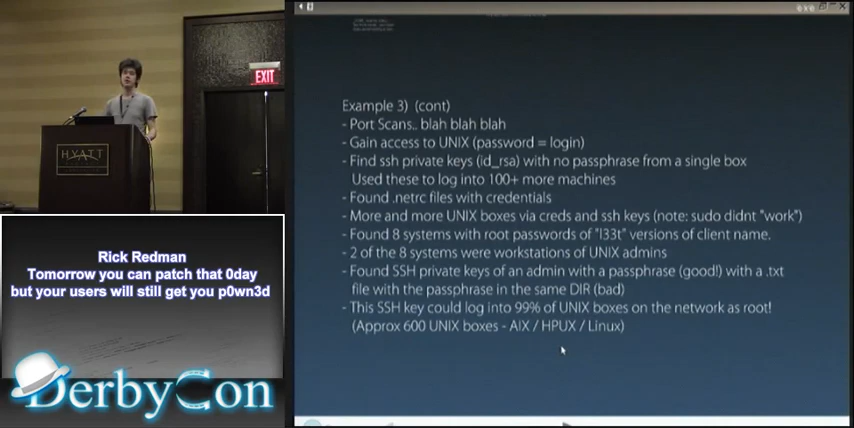 HYATT
EXIT
Rick Redman
Tomorrow you can patch that 0day
but your users will still get you p0wn3d
DerbyCon
Example 3)  (cont)
- Port Scans.. blah blah blah
- Gain access to UNIX (password = login)
- Find ssh private keys (id_rsa) with no passphrase from a single box
Used these to log into 100+ more machines
- Found .netrc files with credentials
- More and more UNIX boxes via creds and ssh keys (note: sudo didnt "work")
- Found 8 systems with root passwords of "l33t" versions of client name.
- 2 of the 8 systems were workstations of UNIX admins
- Found SSH private keys of an admin with a passphrase (good!) with a .txt
file with the passphrase in the same DIR (bad)
- This SSH key could log into 99% of UNIX boxes on the network as root!
(Approx 600 UNIX boxes - AIX / HPUX / Linux)